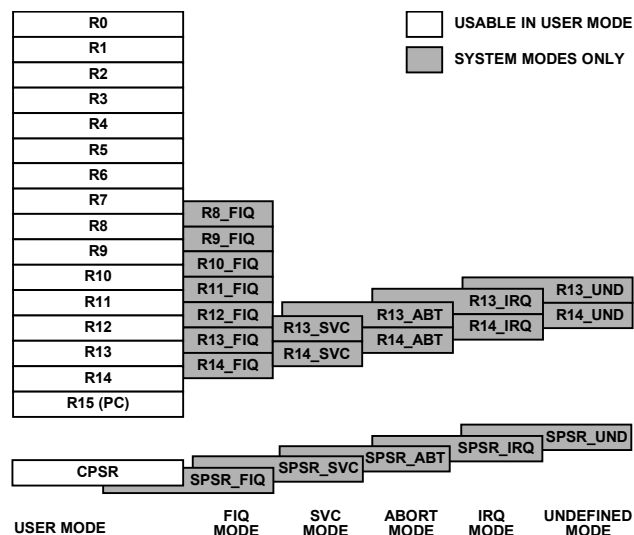 R0
R1
R2
R3
R4
R5
R6
R7
R8
R9
R10
R11
R12
R13
R14
R15 (PC)
R8_FIQ
R9_FIQ
R10_FIQ
R11_FIQ
R12_FIQ
R13_FIQ
R14_FIQ
R13_SVC
R14_SVC
R13_ABT
R14_ABT
R13_IRQ
R14_IRQ
R13_UND
R14_UND
USABLE IN USER MODE
SYSTEM MODES ONLY
CPSR
SPSR_FIQ
SPSR_SVC
SPSR_ABT
SPSR_IRQ
SPSR_UND
USER MODE
FIQ
MODE
SVC
MODE
ABORT
MODE
IRQ
MODE
UNDEFINED
MODE